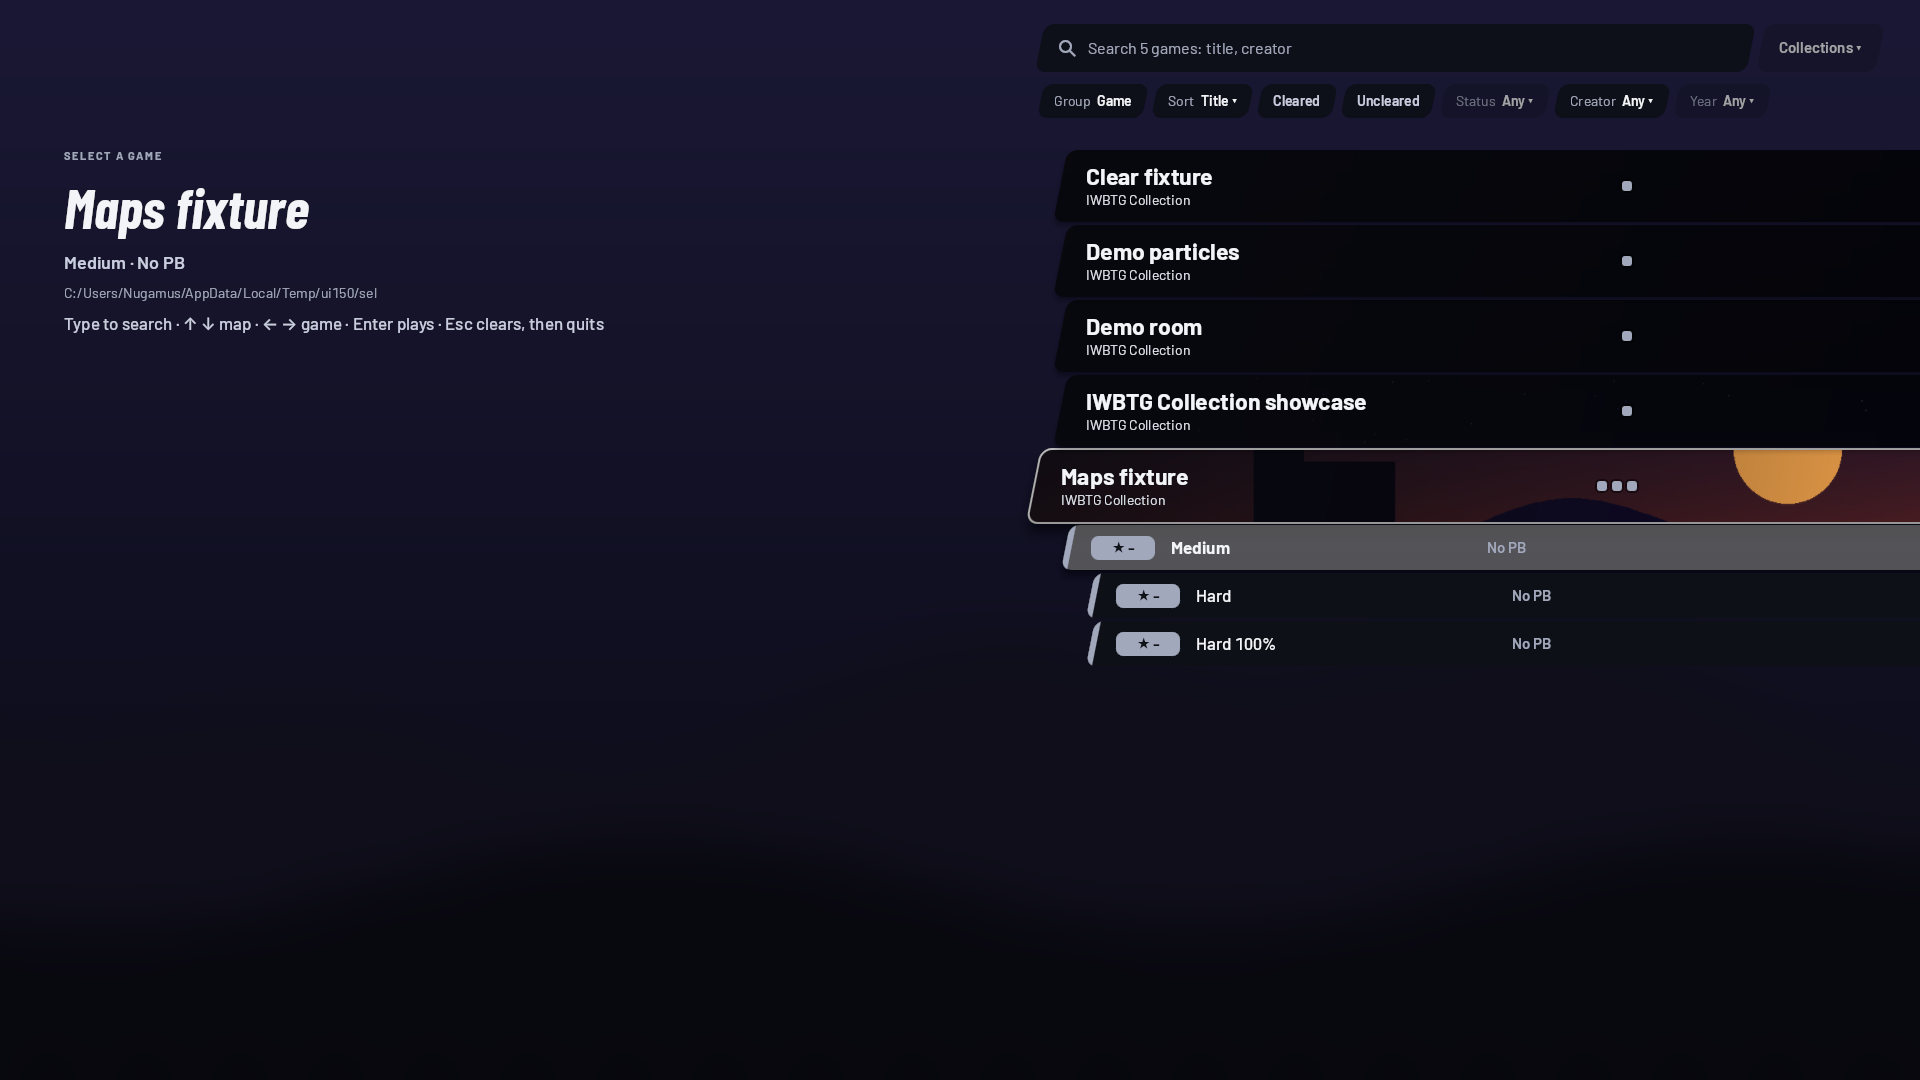 Search 5 games: title, creator
Collections ▾
Group Game
Sort Title ▾
Cleared
Uncleared
Status Any ▾
Creator Any ▾
Year Any ▾
SELECT A GAME
Maps fixture
Medium · No PB
C:/Users/Nugamus/AppData/Local/Temp/ui150/sel
Type to search · ↑ ↓ map · ← → game · Enter plays · Esc clears, then quits
Clear fixture
IWBTG Collection
Demo particles
IWBTG Collection
Demo room
IWBTG Collection
IWBTG Collection showcase
IWBTG Collection
Maps fixture
IWBTG Collection
★ – Medium No PB
★ – Hard No PB
★ – Hard 100% No PB